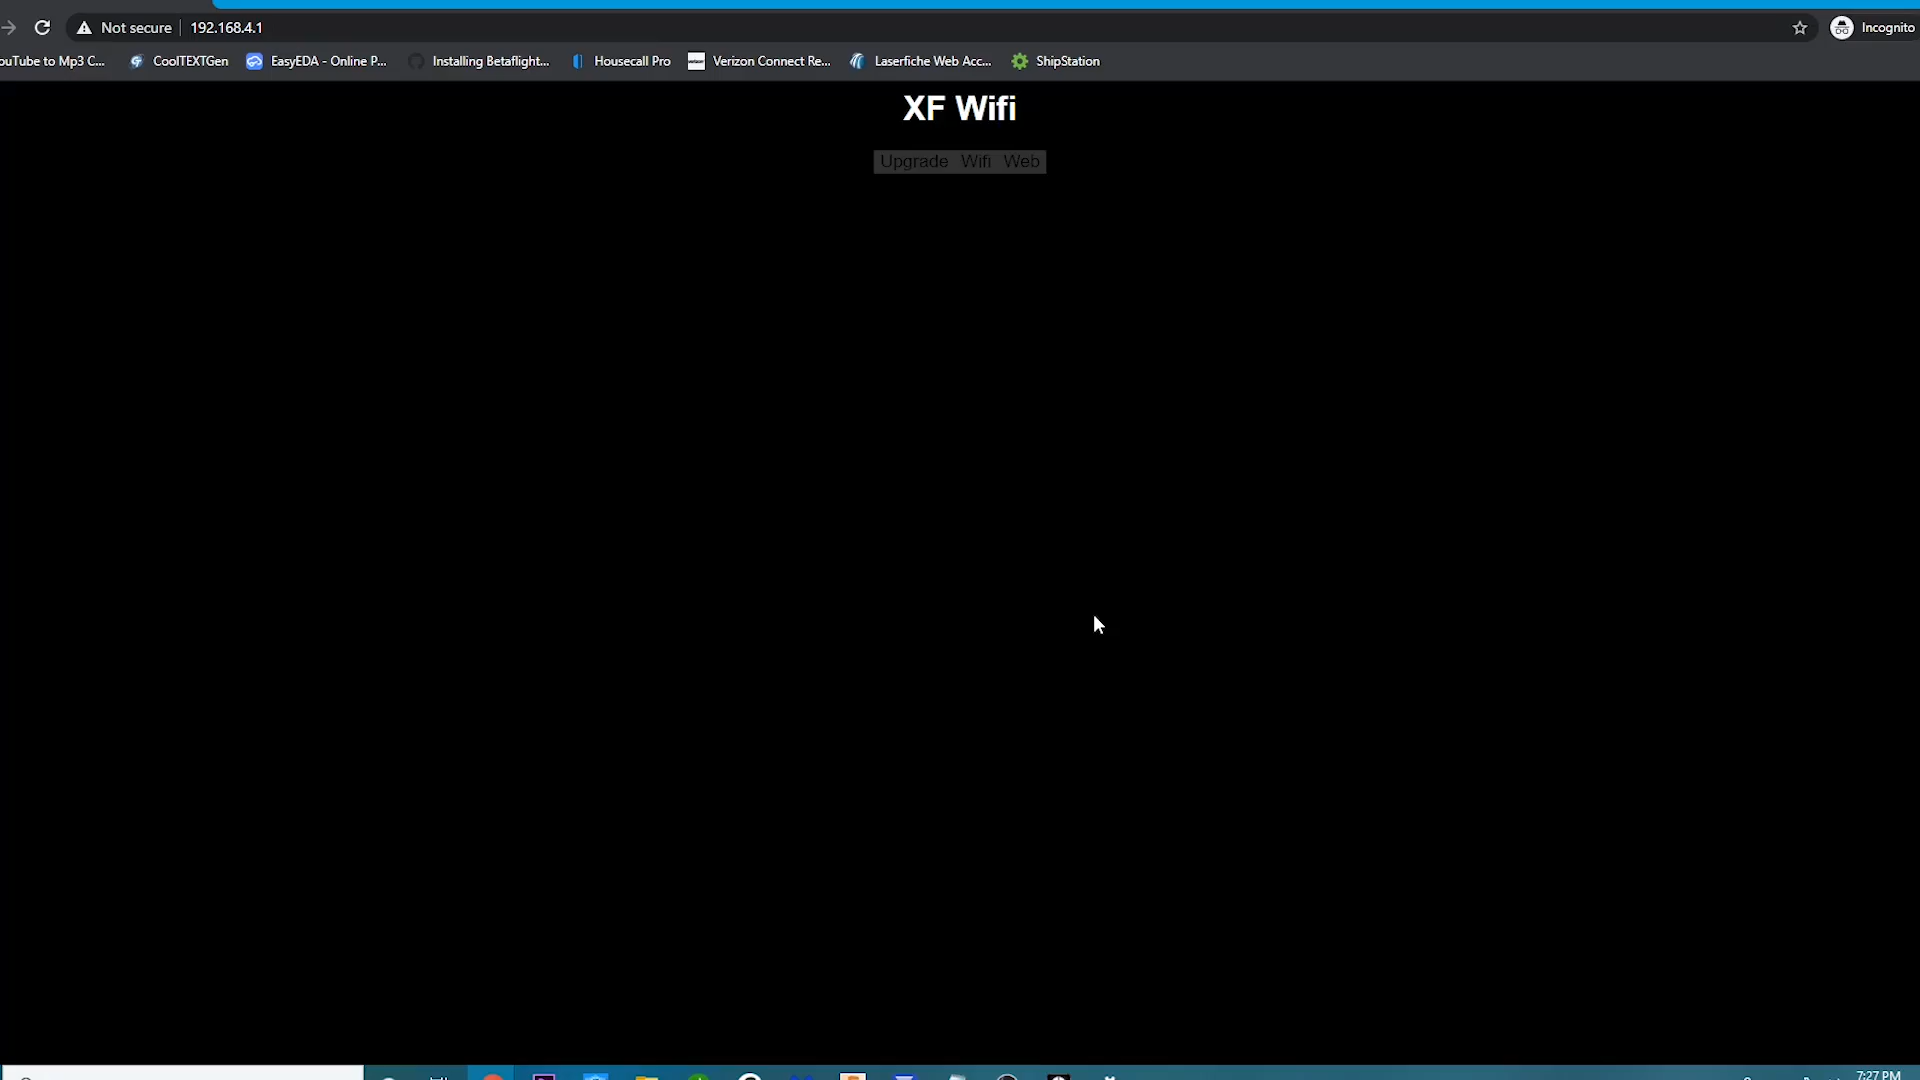 Not secure 192.168.4.1 Incognito
ouTube to Mp3 C... CoolTEXTGen EasyEDA - Online P... Installing Betaflight... Housecall Pro Verizon Connect Re... Laserfiche Web Acc... ShipStation
XF Wifi
Upgrade Wifi Web
7:27 PM